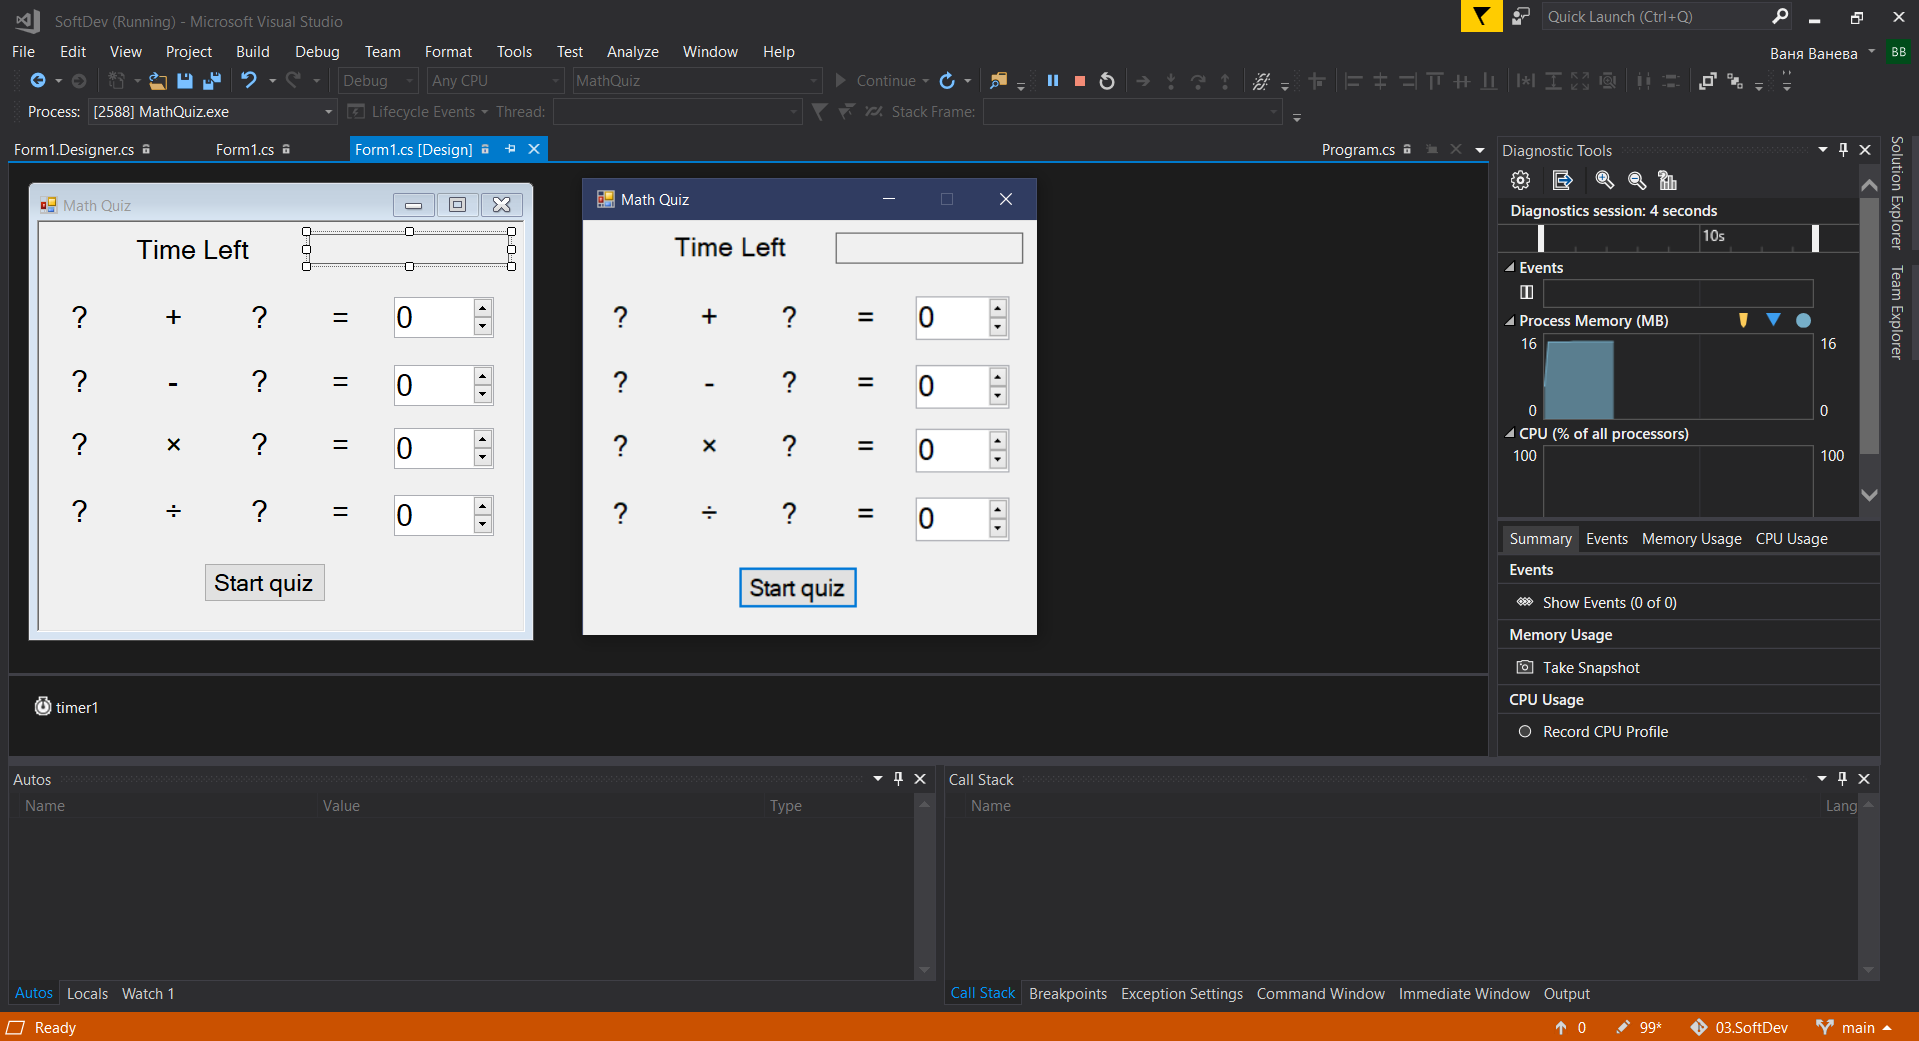 SoftDev (Running) - Microsoft Visual Studio
Quick Launch (Ctrl+Q)
File Edit View Project Build Debug Team Format Tools Test Analyze Window Help
Ваня Ванева BB
Debug Any CPU MathQuiz Continue
Process: [2588] MathQuiz.exe Lifecycle Events Thread: Stack Frame:
Form1.Designer.cs Form1.cs Form1.cs [Design] Program.cs
Math Quiz
Time Left
? + ? = 0
? - ? = 0
? × ? = 0
? ÷ ? = 0
Start quiz
Math Quiz
Time Left
? + ? = 0
? - ? = 0
? × ? = 0
? ÷ ? = 0
Start quiz
timer1
Diagnostic Tools
Diagnostics session: 4 seconds
10s
Events
Process Memory (MB)
16 16
0 0
CPU (% of all processors)
100 100
Summary Events Memory Usage CPU Usage
Events
Show Events (0 of 0)
Memory Usage
Take Snapshot
CPU Usage
Record CPU Profile
Solution Explorer
Team Explorer
Autos
Name Value Type
Autos Locals Watch 1
Call Stack
Name Lang
Call Stack Breakpoints Exception Settings Command Window Immediate Window Output
Ready 0 99* 03.SoftDev main